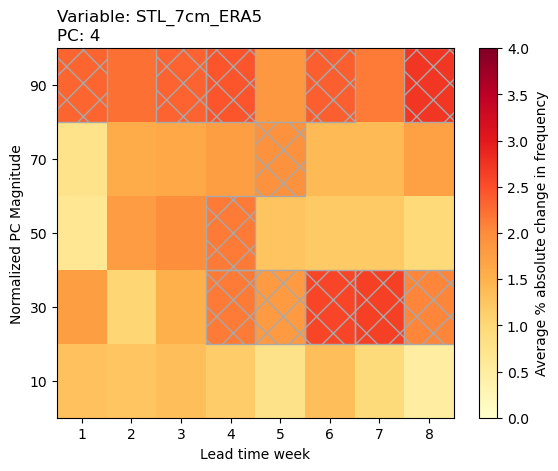 Variable: STL_7cm_ERA5
PC: 4
90
70
50
30
10
Normalized PC Magnitude
1 2 3 4 5 6 7 8
Lead time week
4.0
3.5
3.0
2.5
2.0
1.5
1.0
0.5
0.0
Average % absolute change in frequency